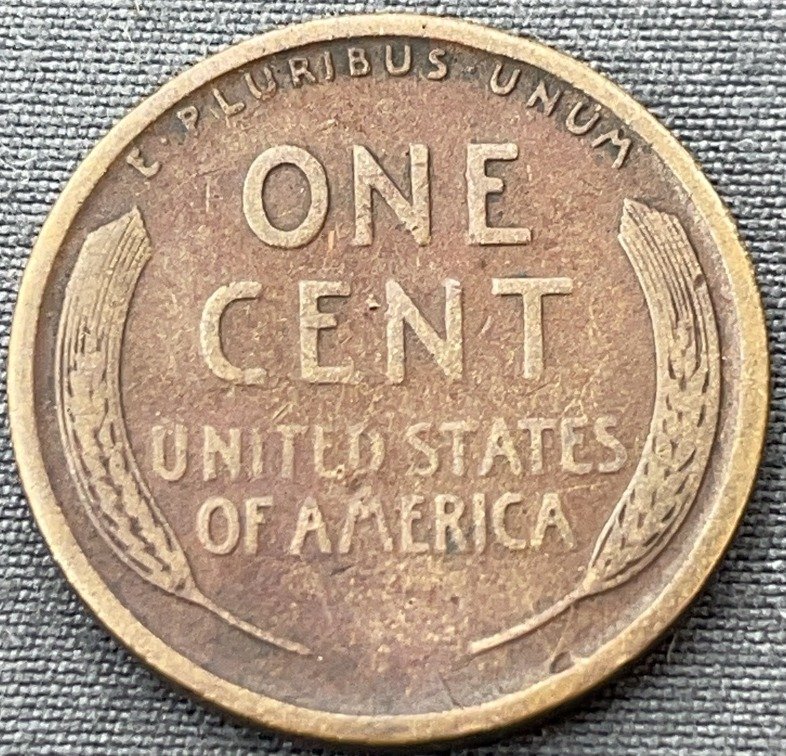 E·PLURIBUS·UNUM
ONE
CENT
UNITED STATES
OF AMERICA